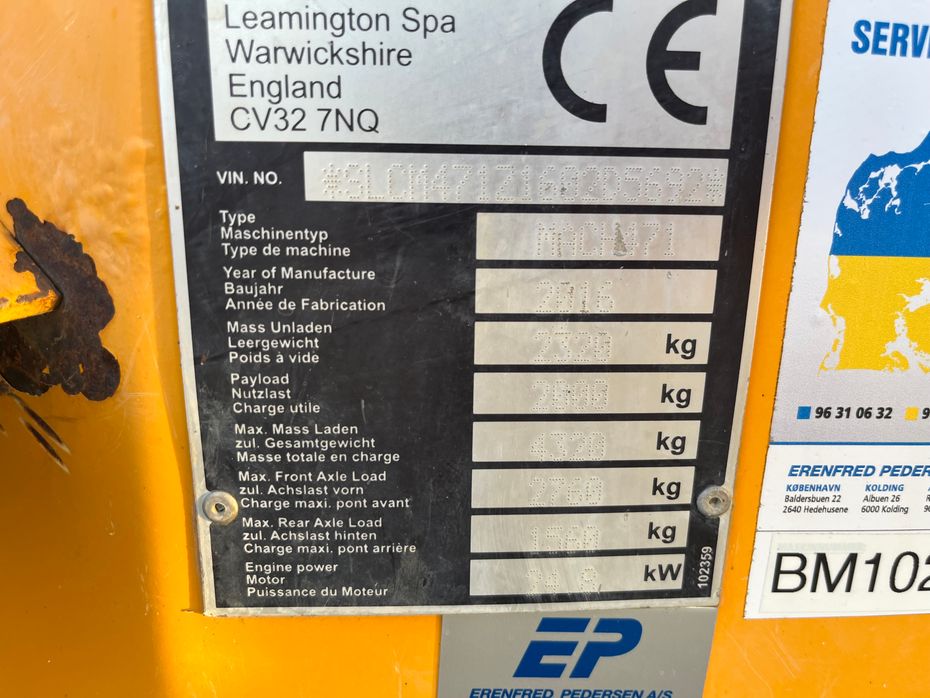 Leamington Spa
Warwickshire
England
CV32 7NQ
VIN. NO.
Type
Maschinentyp
Type de machine
MACH471
Year of Manufacture
Baujahr
Année de Fabrication
2016
Mass Unladen
Leergewicht
Poids à vide
2320 kg
Payload
Nutzlast
Charge utile
2000 kg
Max. Mass Laden
zul. Gesamtgewicht
Masse totale en charge
4320 kg
Max. Front Axle Load
zul. Achslast vorn
Charge maxi. pont avant
2760 kg
Max. Rear Axle Load
zul. Achslast hinten
Charge maxi. pont arrière
1560 kg
Engine power
Motor
Puissance du Moteur
kW
102359
CE
SERV
96 31 06 32
9
ERENFRED PEDERSE
KØBENHAVN
Baldersbuen 22
2640 Hedehusene
KOLDING
Albuen 26
6000 Kolding
BM102
EP
ERENFRED PEDERSEN A/S